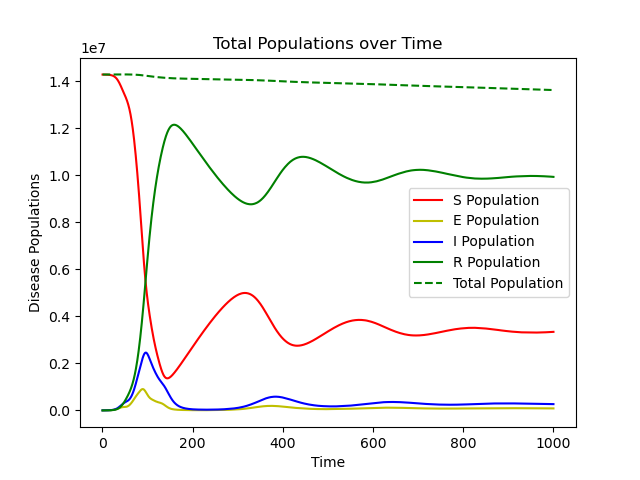 Total Populations over Time
1e7
1.4
1.2
1.0
0.8
0.6
0.4
0.2
0.0
Disease Populations
S Population
E Population
I Population
R Population
Total Population
0 200 400 600 800 1000
Time